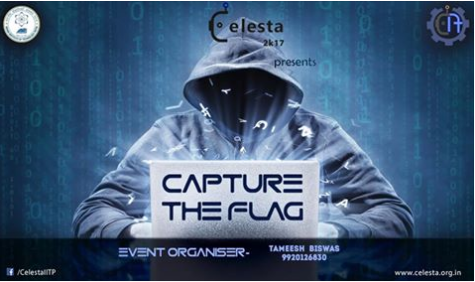 Celesta
2k17
presents
CAPTURE
THE FLAG
EVENT ORGANISER-
TAMEESH BISWAS
9920126830
/CelestaIITP
www.celesta.org.in